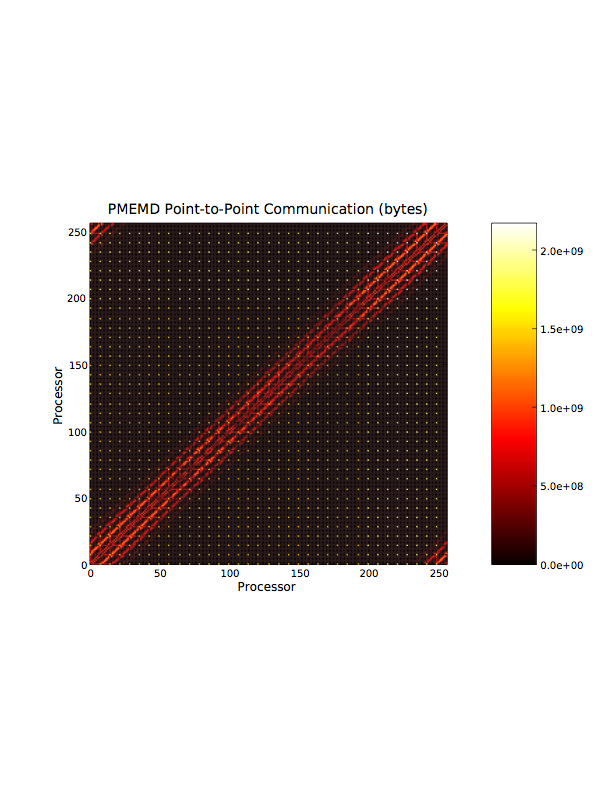 PMEMD Point-to-Point Communication (bytes)
250
200
150
100
50
0
Processor
0 50 100 150 200 250
Processor
2.0e+09
1.5e+09
1.0e+09
5.0e+08
0.0e+00